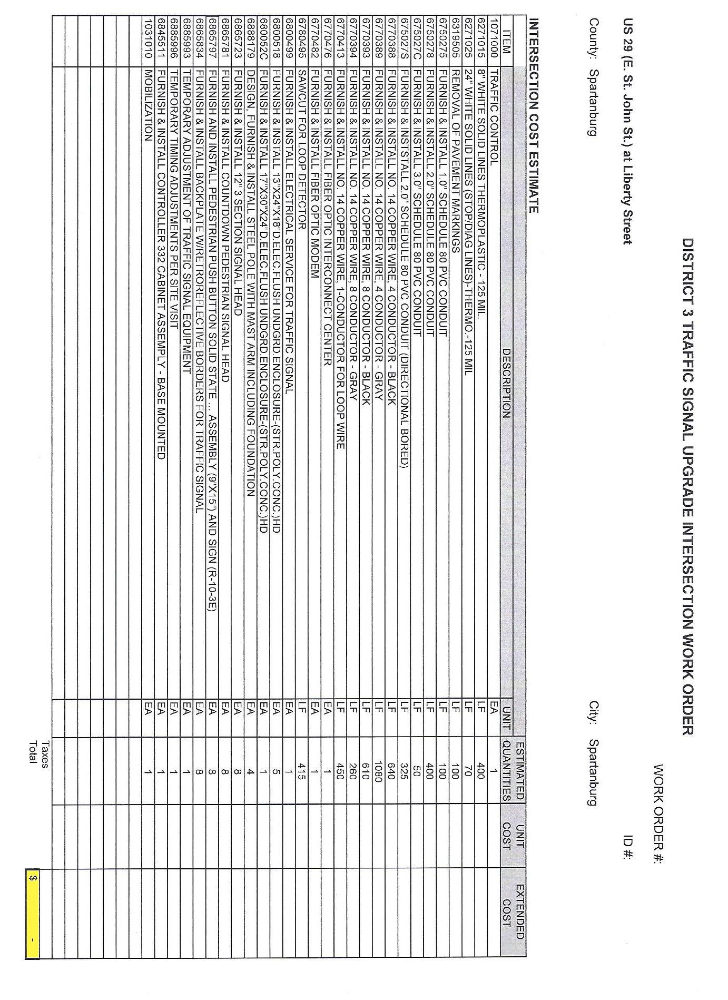 DISTRICT 3 TRAFFIC SIGNAL UPGRADE INTERSECTION WORK ORDER
WORK ORDER #:
US 29 (E. St. John St.) at Liberty Street ID #:
County: Spartanburg City: Spartanburg
INTERSECTION COST ESTIMATE
ITEM DESCRIPTION UNIT ESTIMATED QUANTITIES UNIT COST EXTENDED COST
1071000 TRAFFIC CONTROL EA 1
6271015 8" WHITE SOLID LINES THERMOPLASTIC - 125 MIL. LF 400
6271025 24" WHITE SOLID LINES (STOP/DIAG LINES)-THERMO.-125 MIL LF 70
6319505 REMOVAL OF PAVEMENT MARKINGS LF 100
6750275 FURNISH & INSTALL 1.0" SCHEDULE 80 PVC CONDUIT LF 100
6750278 FURNISH & INSTALL 2.0" SCHEDULE 80 PVC CONDUIT LF 400
675027C FURNISH & INSTALL 3.0" SCHEDULE 80 PVC CONDUIT LF 50
675027S FURNISH & INSTSTALL 2.0" SCHEDULE 80 PVC CONDUIT (DIRECTIONAL BORED) LF 325
6770388 FURNISH & INSTALL NO. 14 COPPER WIRE, 4 CONDUCTOR - BLACK LF 640
6770389 FURNISH & INSTALL NO. 14 COPPER WIRE, 4 CONDUCTOR - GRAY LF 1080
6770393 FURNISH & INSTALL NO. 14 COPPER WIRE, 8 CONDUCTOR - BLACK LF 610
6770394 FURNISH & INSTALL NO. 14 COPPER WIRE, 8 CONDUCTOR - GRAY LF 260
6770413 FURNISH & INSTALL NO. 14 COPPER WIRE, 1-CONDUCTOR FOR LOOP WIRE LF 450
6770476 FURNISH & INSTALL FIBER OPTIC INTERCONNECT CENTER EA 1
6770482 FURNISH & INSTALL FIBER OPTIC MODEM EA 1
6780495 SAWCUT FOR LOOP DETECTOR LF 415
6800499 FURNISH & INSTALL ELECTRICAL SERVICE FOR TRAFFIC SIGNAL EA 1
6800518 FURNISH & INSTALL 13"X24"X18"D.ELEC.FLUSH UNDGRD.ENCLOSURE-(STR.POLY.CONC.)HD EA 5
680052C FURNISH & INSTALL 17"X30"X24"D.ELEC.FLUSH UNDGRD.ENCLOSURE-(STR.POLY.CONC.)HD EA 1
6888179 DESIGN, FURNISH & INSTALL STEEL POLE WITH MAST ARM INCLUDING FOUNDATION EA 4
6865723 FURNISH & INSTALL 12" 3 SECTION SIGNAL HEAD EA 8
6865781 FURNISH & INSTALL COUNTDOWN PEDESTRIAN SIGNAL HEAD EA 8
6865797 FURNISH AND INSTALL PEDESTRIAN PUSH BUTTON SOLID STATE ... ASSEMBLY (9"X15") AND SIGN (R-10-3E) EA 8
6865834 FURNISH & INSTALL BACKPLATE W/RETROREFLECTIVE BORDERS FOR TRAFFIC SIGNAL EA 8
6885993 TEMPORARY ADJUSTMENT OF TRAFFIC SIGNAL EQUIPMENT EA 1
6885996 TEMPORARY TIMING ADJUSTMENTS PER SITE VISIT EA 1
6845511 FURNISH & INSTALL CONTROLLER 332 CABINET ASSEMPLY - BASE MOUNTED EA 1
1031010 MOBILIZATION EA 1
Taxes
Total $ -